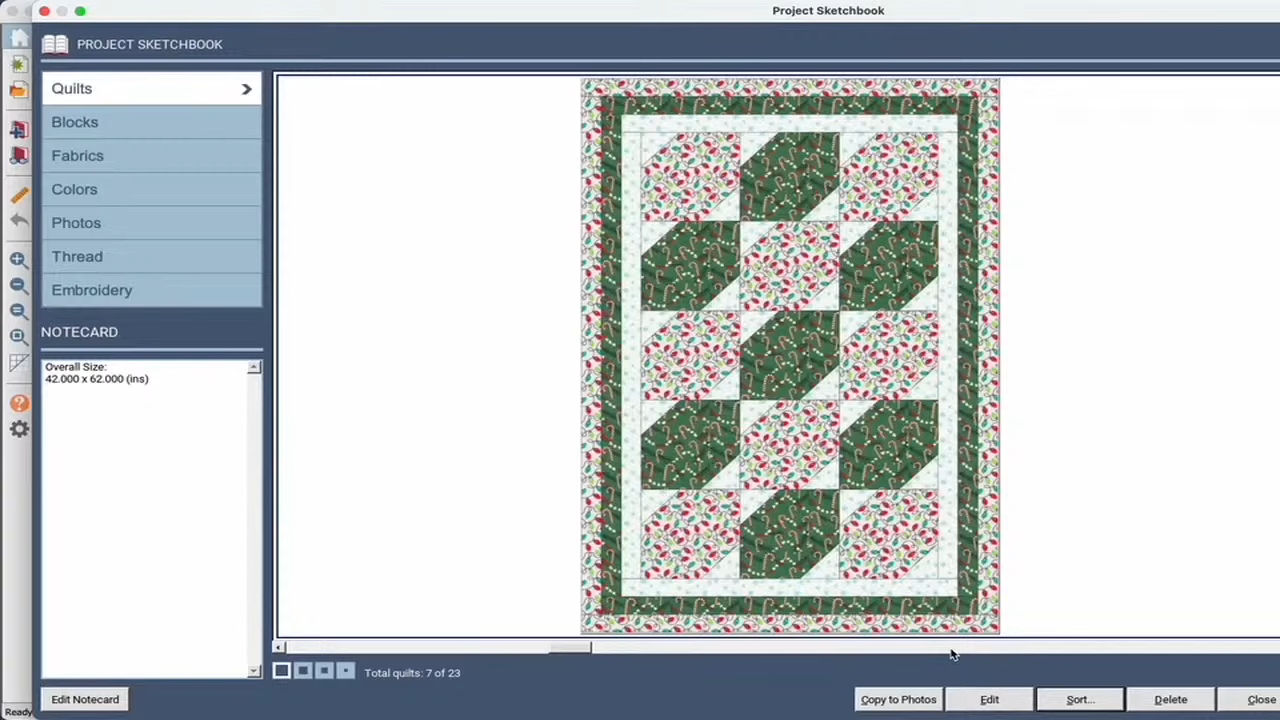 Project Sketchbook
PROJECT SKETCHBOOK
Quilts
Blocks
Fabrics
Colors
Photos
Thread
Embroidery
NOTECARD
Overall Size:
42.000 x 62.000 (ins)
Total quilts: 7 of 23
Edit Notecard
Copy to Photos
Edit
Sort...
Delete
Close
Ready